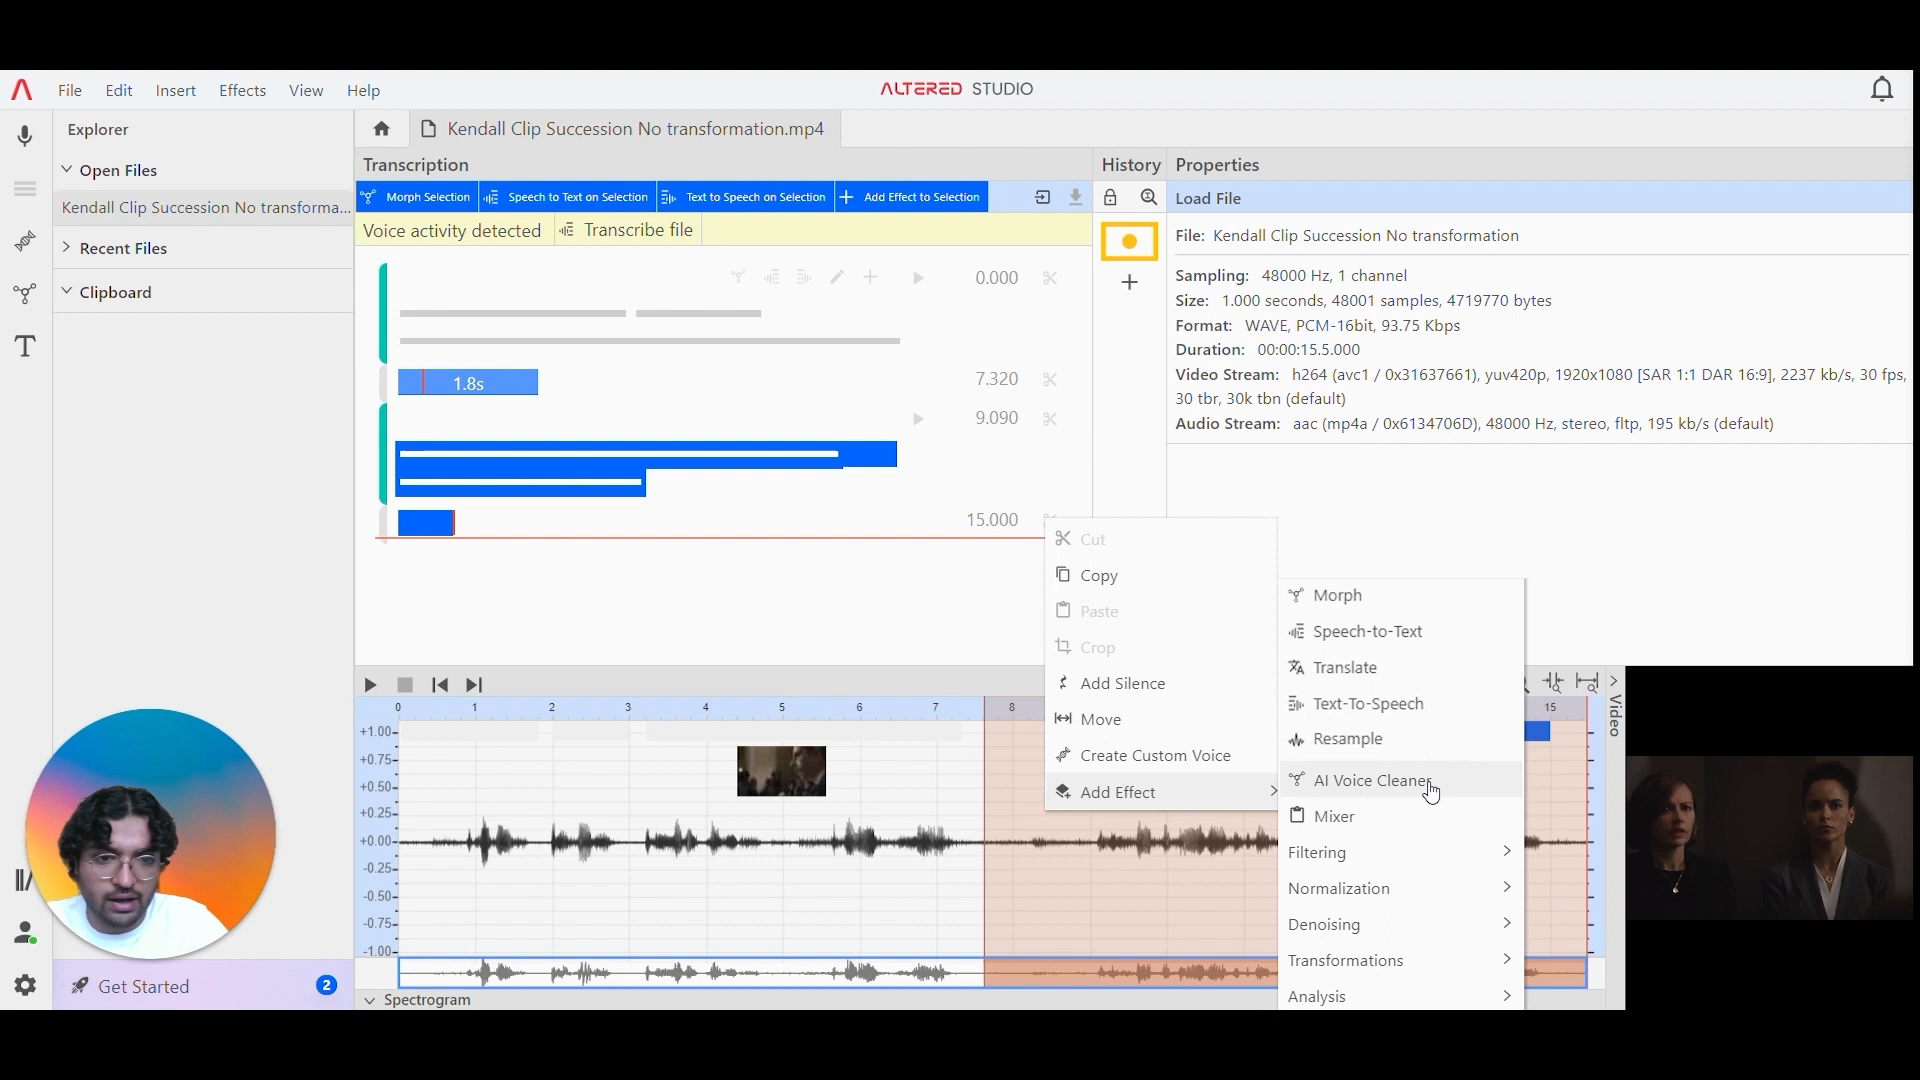 File Edit Insert Effects View Help
ALTERED STUDIO
Explorer
Open Files
Kendall Clip Succession No transforma...
Recent Files
Clipboard
Get Started
2
Kendall Clip Succession No transformation.mp4
Transcription
Morph Selection Speech to Text on Selection Text to Speech on Selection Add Effect to Selection
Voice activity detected Transcribe file
0.000
1.8s 7.320
9.090
15.000
History
Properties
Load File
File: Kendall Clip Succession No transformation
Sampling: 48000 Hz, 1 channel
Size: 1.000 seconds, 48001 samples, 4719770 bytes
Format: WAVE, PCM-16bit, 93.75 Kbps
Duration: 00:00:15.5.000
Video Stream: h264 (avc1 / 0x31637661), yuv420p, 1920x1080 [SAR 1:1 DAR 16:9], 2237 kb/s, 30 fps,
30 tbr, 30k tbn (default)
Audio Stream: aac (mp4a / 0x6134706D), 48000 Hz, stereo, fltp, 195 kb/s (default)
Cut
Copy
Paste
Crop
Add Silence
Move
Create Custom Voice
Add Effect
Morph
Speech-to-Text
Translate
Text-To-Speech
Resample
AI Voice Cleaner
Mixer
Filtering
Normalization
Denoising
Transformations
Analysis
0 1 2 3 4 5 6 7 8 15
+1.00
+0.75
+0.50
+0.25
+0.00
-0.25
-0.50
-0.75
-1.00
Spectrogram
Video